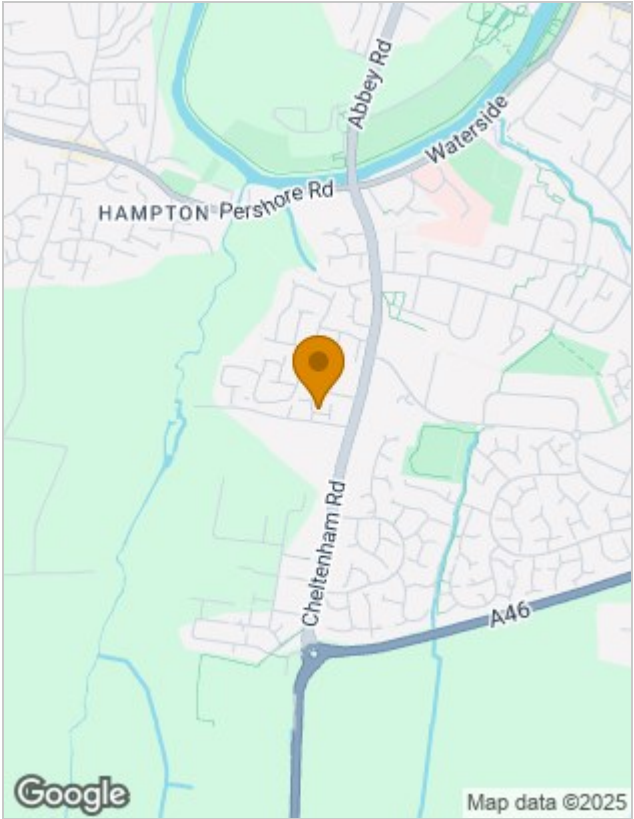 Abbey Rd
Waterside
HAMPTON
Pershore Rd
Cheltenham Rd
A46
Google
Map data ©2025